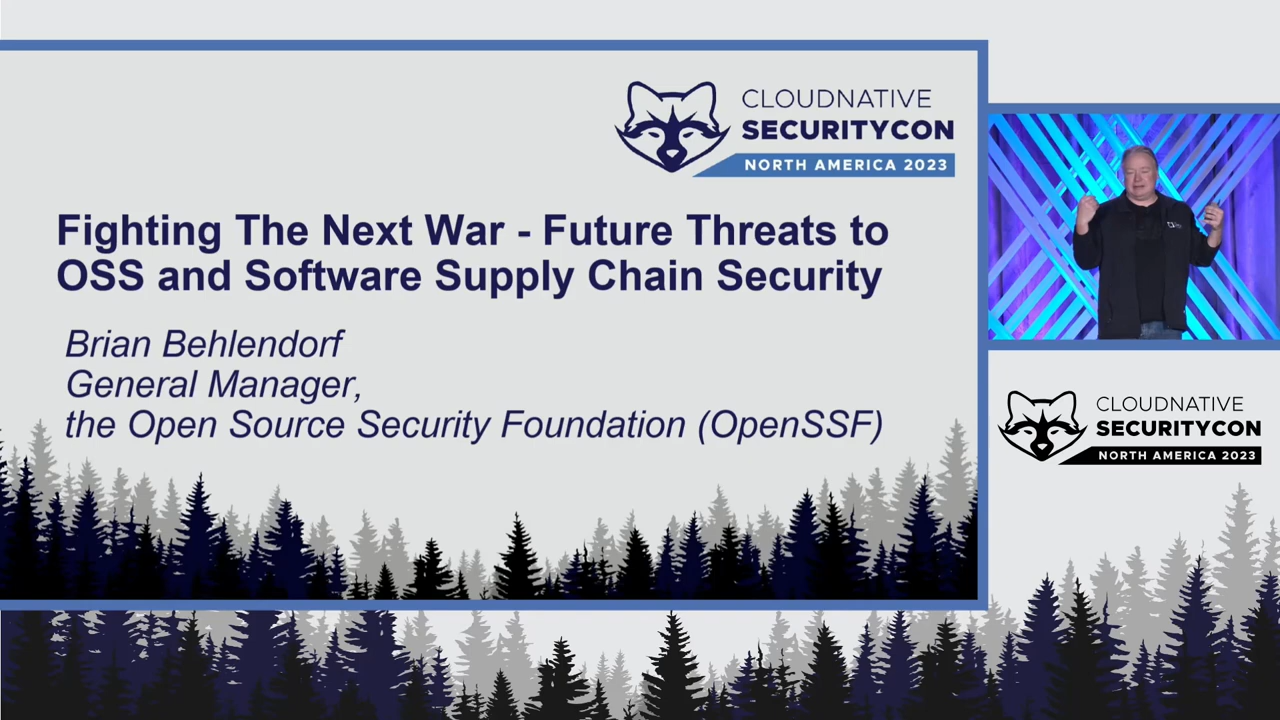 CLOUDNATIVE
SECURITYCON
NORTH AMERICA 2023
Fighting The Next War - Future Threats to
OSS and Software Supply Chain Security
Brian Behlendorf
General Manager,
the Open Source Security Foundation (OpenSSF)
CLOUDNATIVE
SECURITYCON
NORTH AMERICA 2023